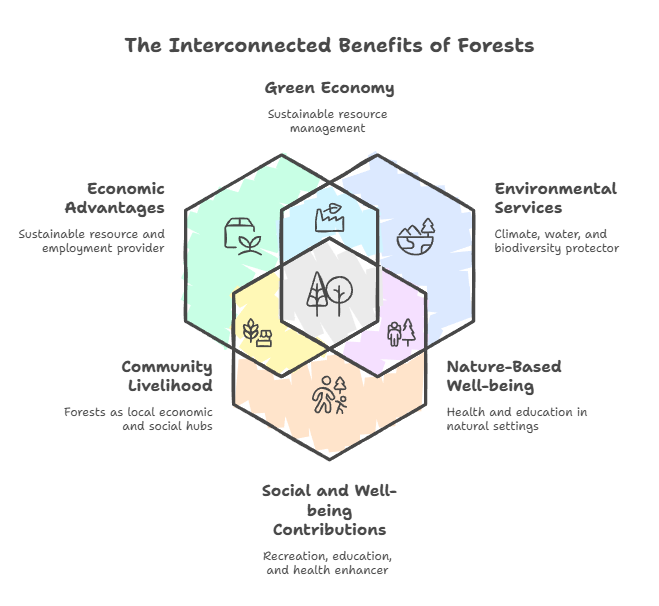 The Interconnected Benefits of Forests
Green Economy
Sustainable resource
management
Economic
Advantages
Sustainable resource and
employment provider
Environmental
Services
Climate, water, and
biodiversity protector
Community
Livelihood
Forests as local economic
and social hubs
Nature-Based
Well-being
Health and education in
natural settings
Social and Well-
being
Contributions
Recreation, education,
and health enhancer